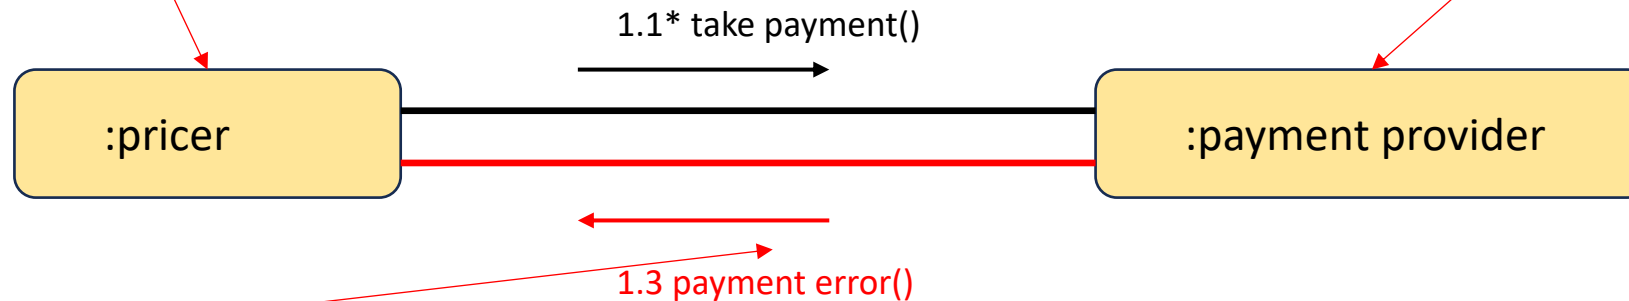 1.1* take payment()
:pricer
:payment provider
1.3 payment error()